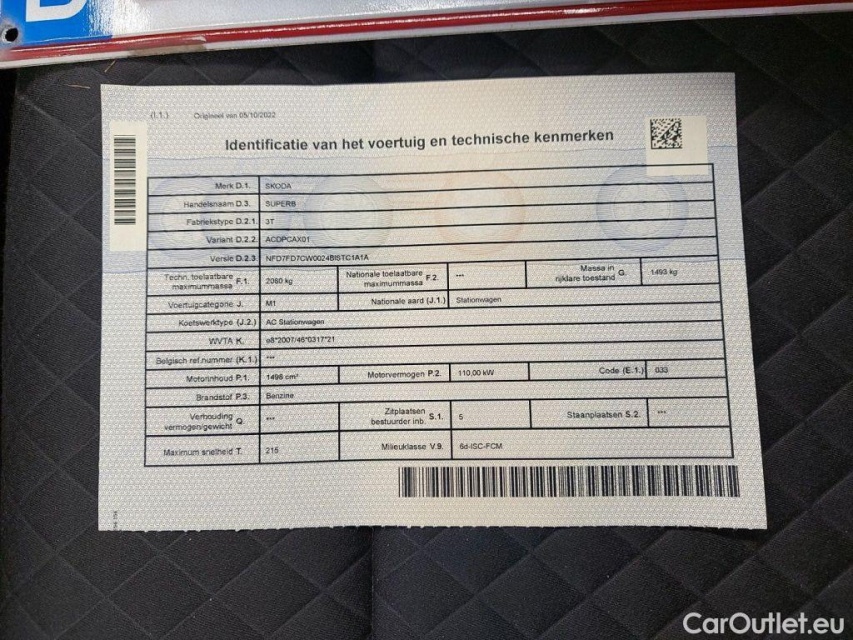 (I.1.) Origineel van 05/10/2022
Identificatie van het voertuig en technische kenmerken
Merk D.1. SKODA
Handelsnaam D.3. SUPERB
Fabriekstype D.2.1. 3T
Variant D.2.2. ACDPCAX01
Versie D.2.3 NFD7FD7CW0024BISTC1A1A
Techn. toelaatbare maximummassa F.1. 2060 kg Nationale toelaatbare maximummassa F.2. *** Massa in rijklare toestand G. 1493 kg
Voertuigcategorie J. M1 Nationale aard (J.1.) Stationwagen
Koetswerktype (J.2.) AC Stationwagen
WVTA K. e8*2007/46*0317*21
Belgisch ref.nummer (K.1.) ***
Motorinhoud P.1. 1498 cm³ Motorvermogen P.2. 110,00 kW Code (E.1.) 033
Brandstof P.3. Benzine
Verhouding vermogen/gewicht Q. *** Zitplaatsen bestuurder inb. S.1. 5 Staanplaatsen S.2. ***
Maximum snelheid T. 215 Milieuklasse V.9. 6d-ISC-FCM
CarOutlet.eu